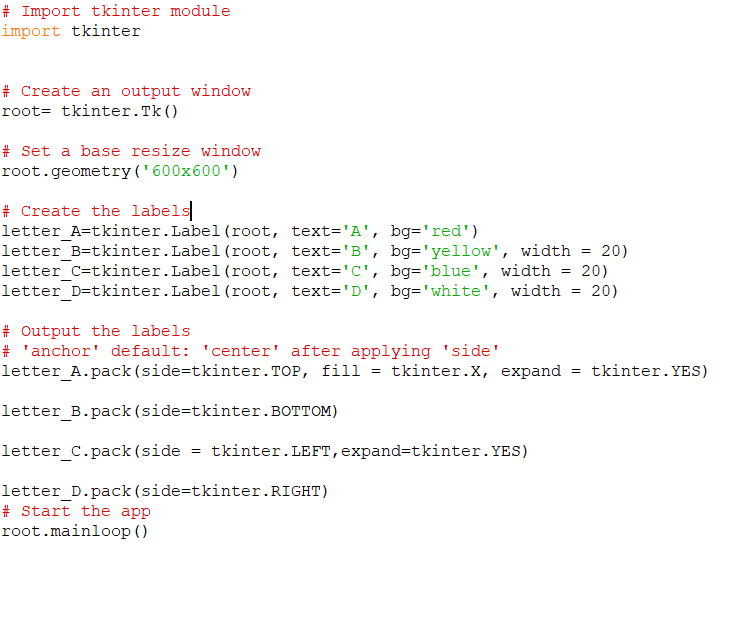 # Import tkinter module
import tkinter
# Create an output window
root= tkinter.Tk()
# Set a base resize window
root.geometry('600x600')
# Create the labels
letter_A=tkinter.Label(root, text='A', bg='red')
letter_B=tkinter.Label(root, text='B', bg='yellow', width = 20)
letter_C=tkinter.Label(root, text='C', bg='blue', width = 20)
letter_D=tkinter.Label(root, text='D', bg='white', width = 20)
# Output the labels
# 'anchor' default: 'center' after applying 'side'
letter_A.pack(side=tkinter.TOP, fill = tkinter.X, expand = tkinter.YES)
letter_B.pack(side=tkinter.BOTTOM)
letter_C.pack(side = tkinter.LEFT,expand=tkinter.YES)
letter_D.pack(side=tkinter.RIGHT)
# Start the app
root.mainloop()